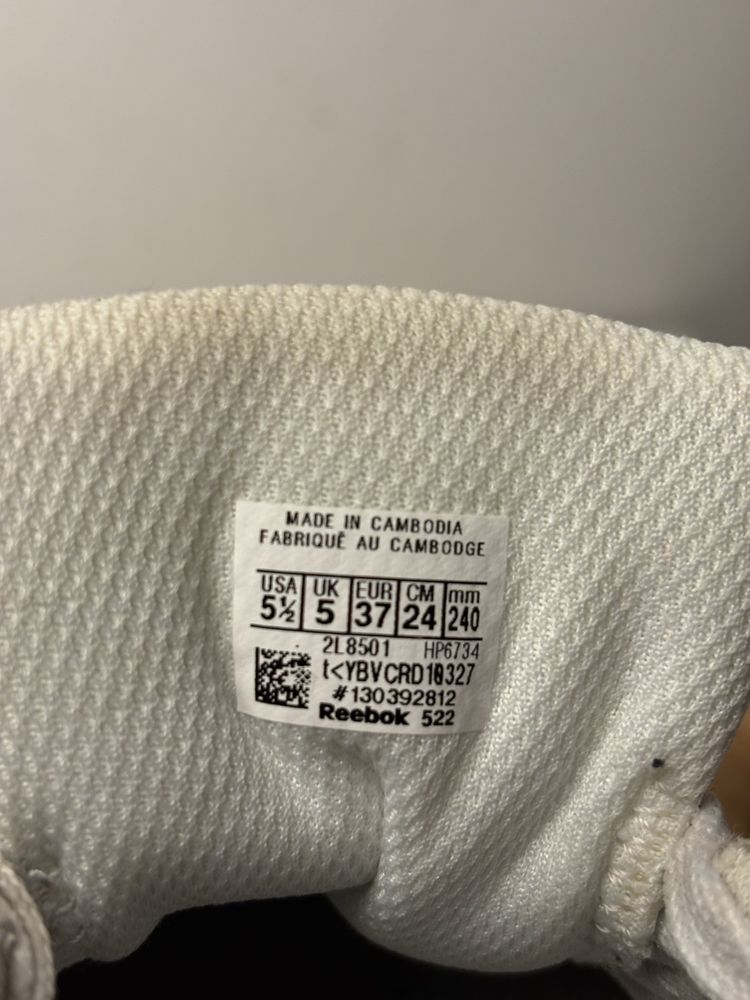 MADE IN CAMBODIA
FABRIQUÉ AU CAMBODGE
USA UK EUR CM mm
5½ 5 37 24 240
2L8501 HP6734
t<YBVCRD10327
#130392812
Reebok 522